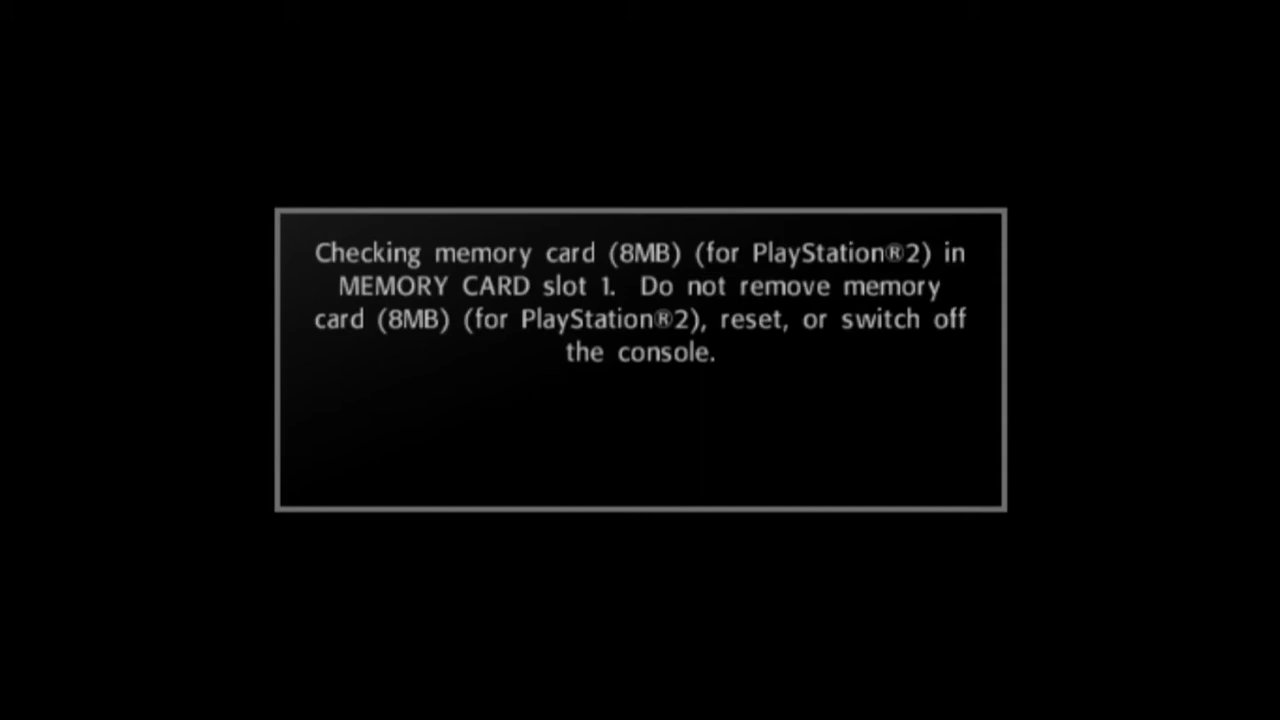 Checking memory card (8MB) (for PlayStation®2) in
MEMORY CARD slot 1. Do not remove memory
card (8MB) (for PlayStation®2), reset, or switch off
the console.